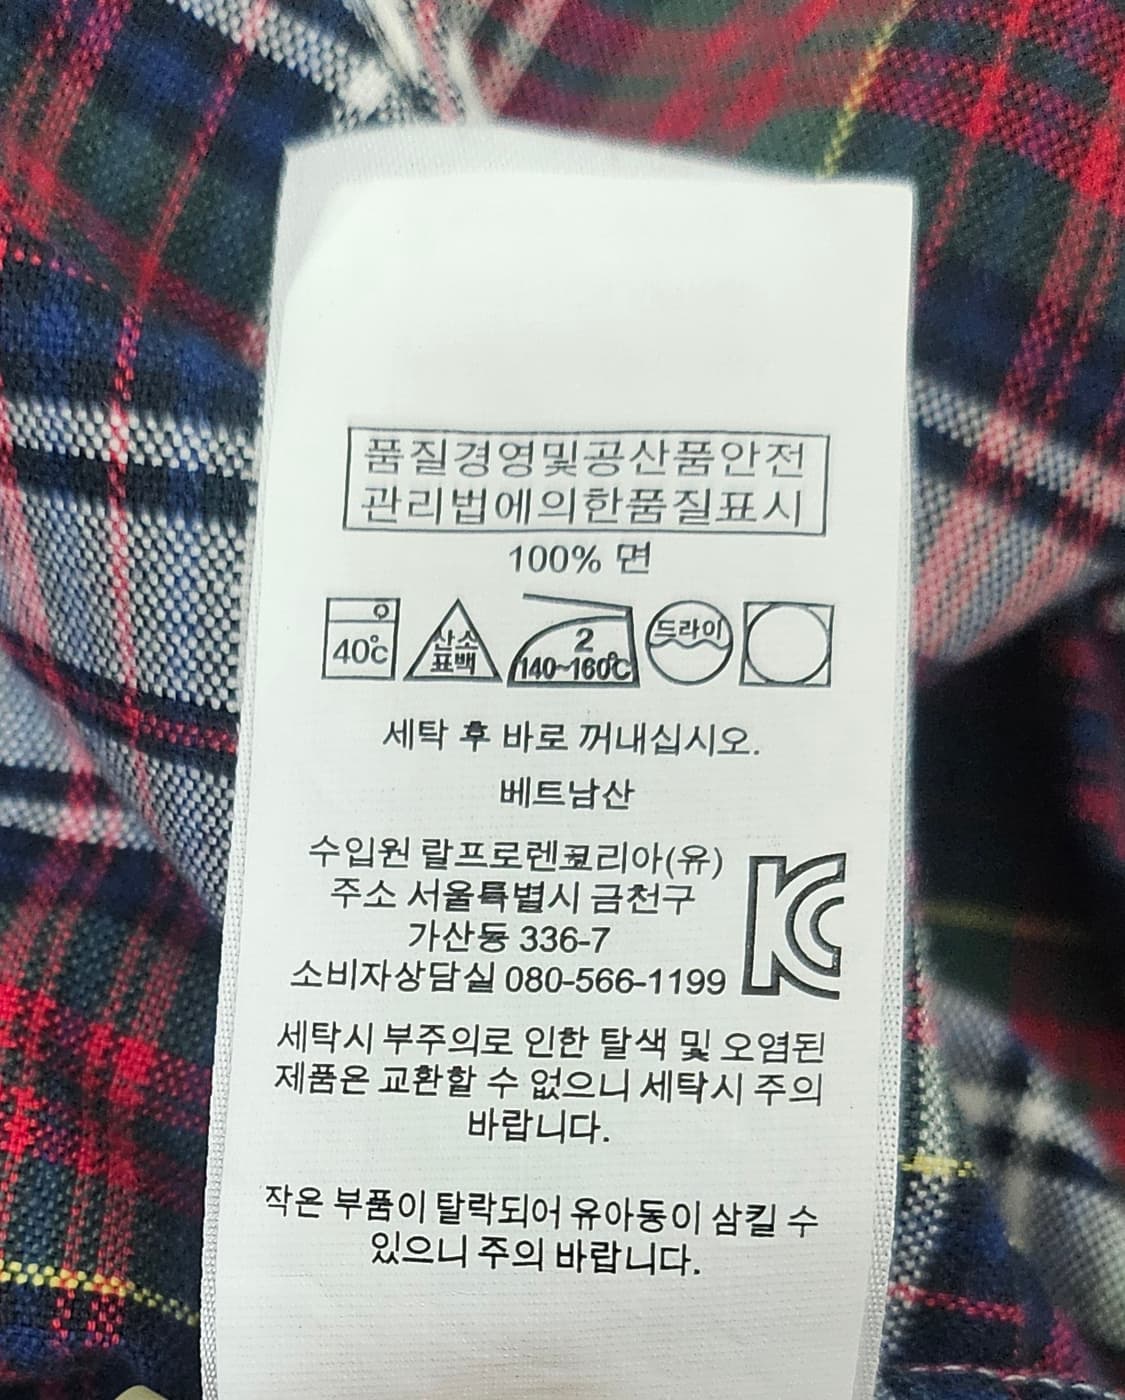 품질경영및공산품안전
관리법에의한품질표시
100% 면
40℃
산소
표백
2
140~160℃
드라이
세탁 후 바로 꺼내십시오.
베트남산
수입원 랄프로렌코리아(유)
주소 서울특별시 금천구
가산동 336-7
소비자상담실 080-566-1199
KC
세탁시 부주의로 인한 탈색 및 오염된
제품은 교환할 수 없으니 세탁시 주의
바랍니다.
작은 부품이 탈락되어 유아동이 삼킬 수
있으니 주의 바랍니다.